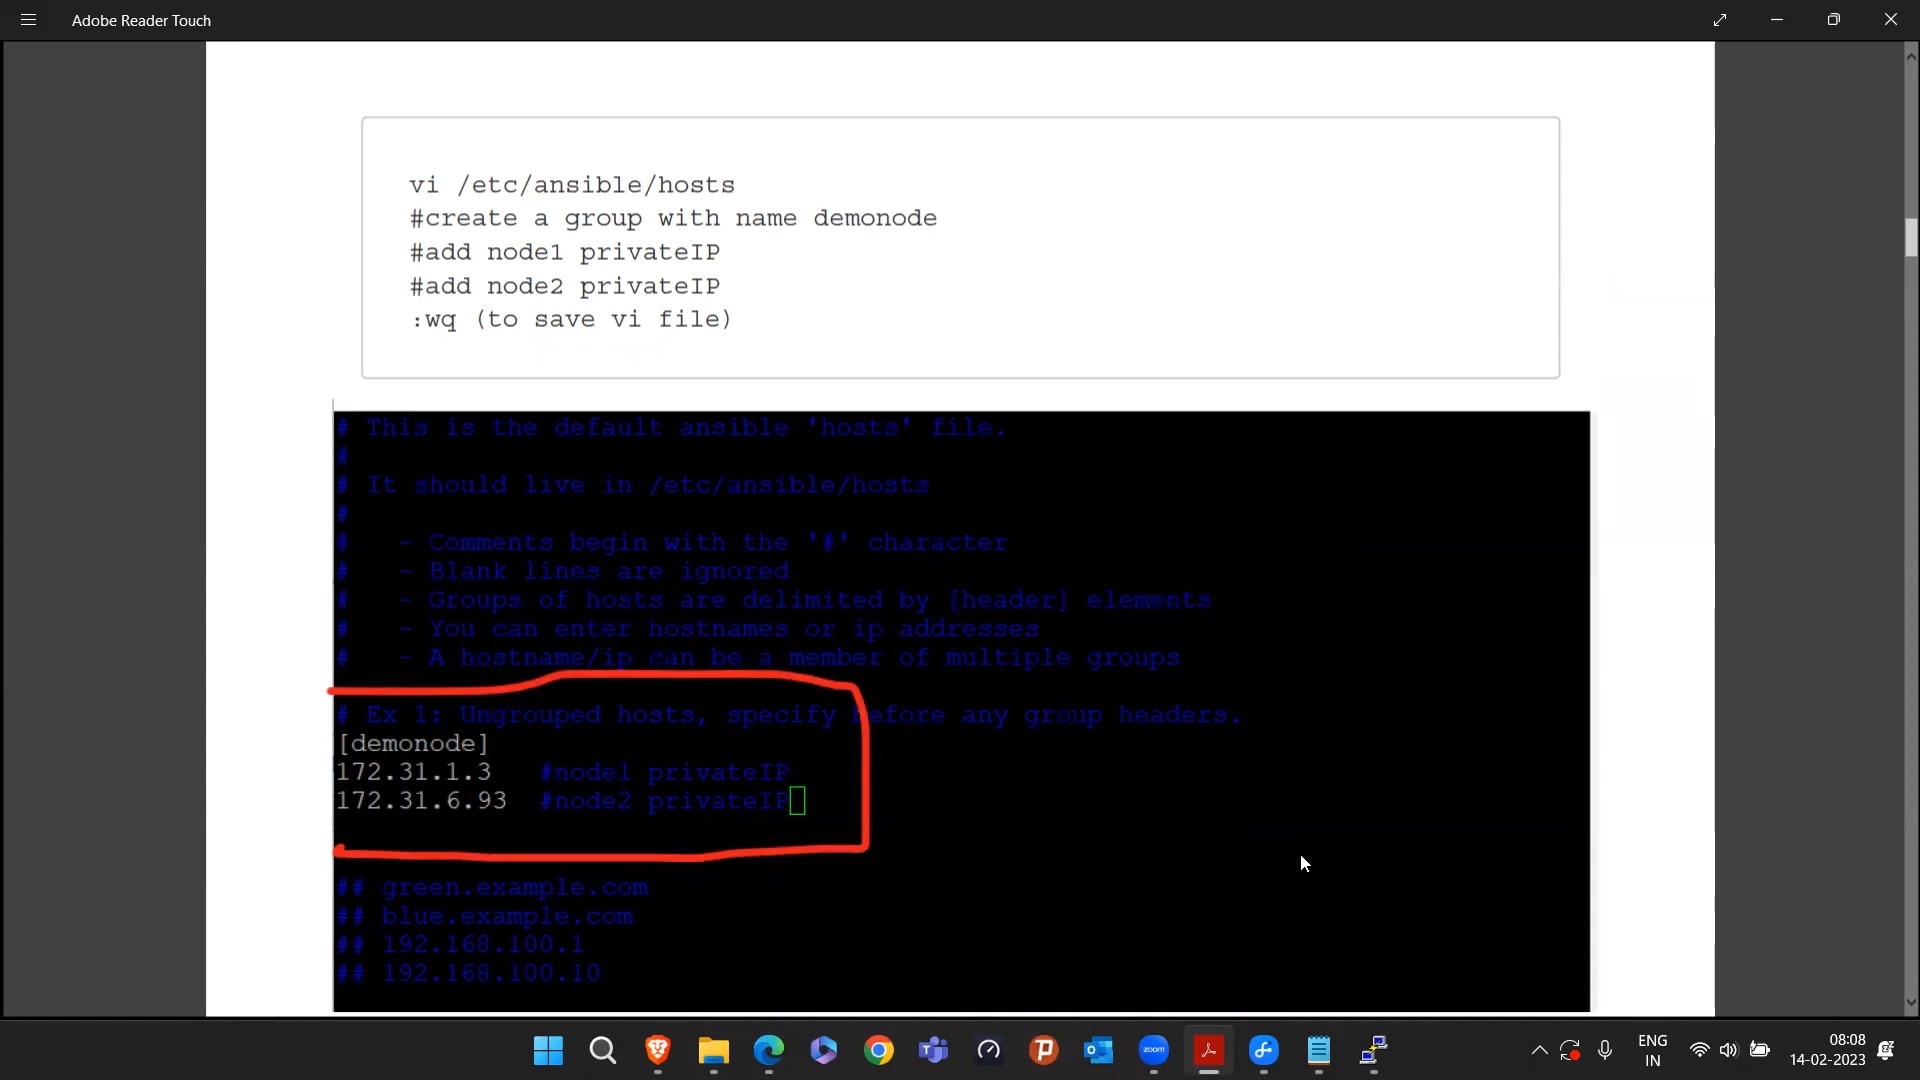 Adobe Reader Touch
vi /etc/ansible/hosts
#create a group with name demonode
#add node1 privateIP
#add node2 privateIP
:wq (to save vi file)
# This is the default ansible 'hosts' file.
#
# It should live in /etc/ansible/hosts
#
#   - Comments begin with the '#' character
#   - Blank lines are ignored
#   - Groups of hosts are delimited by [header] elements
#   - You can enter hostnames or ip addresses
#   - A hostname/ip can be a member of multiple groups
# Ex 1: Ungrouped hosts, specify before any group headers.
[demonode]
172.31.1.3   #node1 privateIP
172.31.6.93  #node2 privateIP
## green.example.com
## blue.example.com
## 192.168.100.1
## 192.168.100.10
zoom
ENG
IN
08:08
14-02-2023